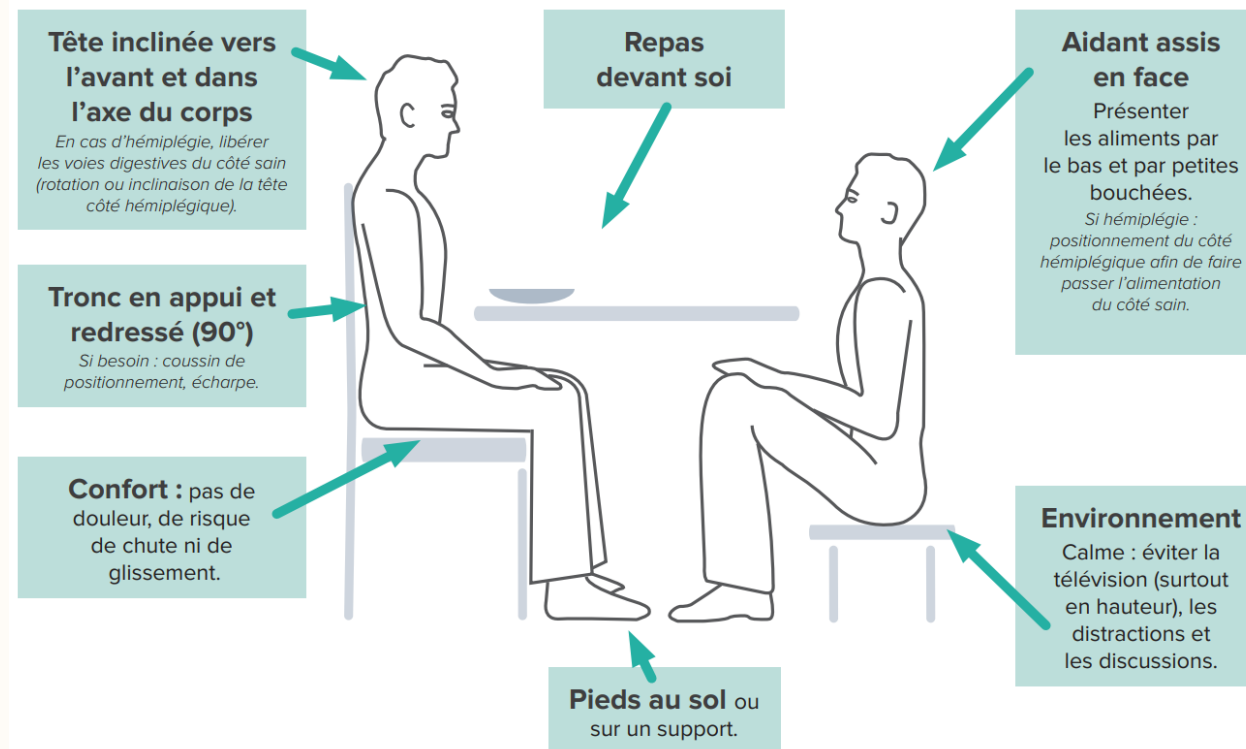 Tête inclinée vers
l’avant et dans
l’axe du corps
En cas d’hémiplégie, libérer
les voies digestives du côté sain
(rotation ou inclinaison de la tête
côté hémiplégique).
Repas
devant soi
Aidant assis
en face
Présenter
les aliments par
le bas et par petites
bouchées.
Si hémiplégie :
positionnement du côté
hémiplégique afin de faire
passer l’alimentation
du côté sain.
Tronc en appui et
redressé (90°)
Si besoin : coussin de
positionnement, écharpe.
Confort : pas de
douleur, de risque
de chute ni de
glissement.
Environnement
Calme : éviter la
télévision (surtout
en hauteur), les
distractions et
les discussions.
Pieds au sol ou
sur un support.